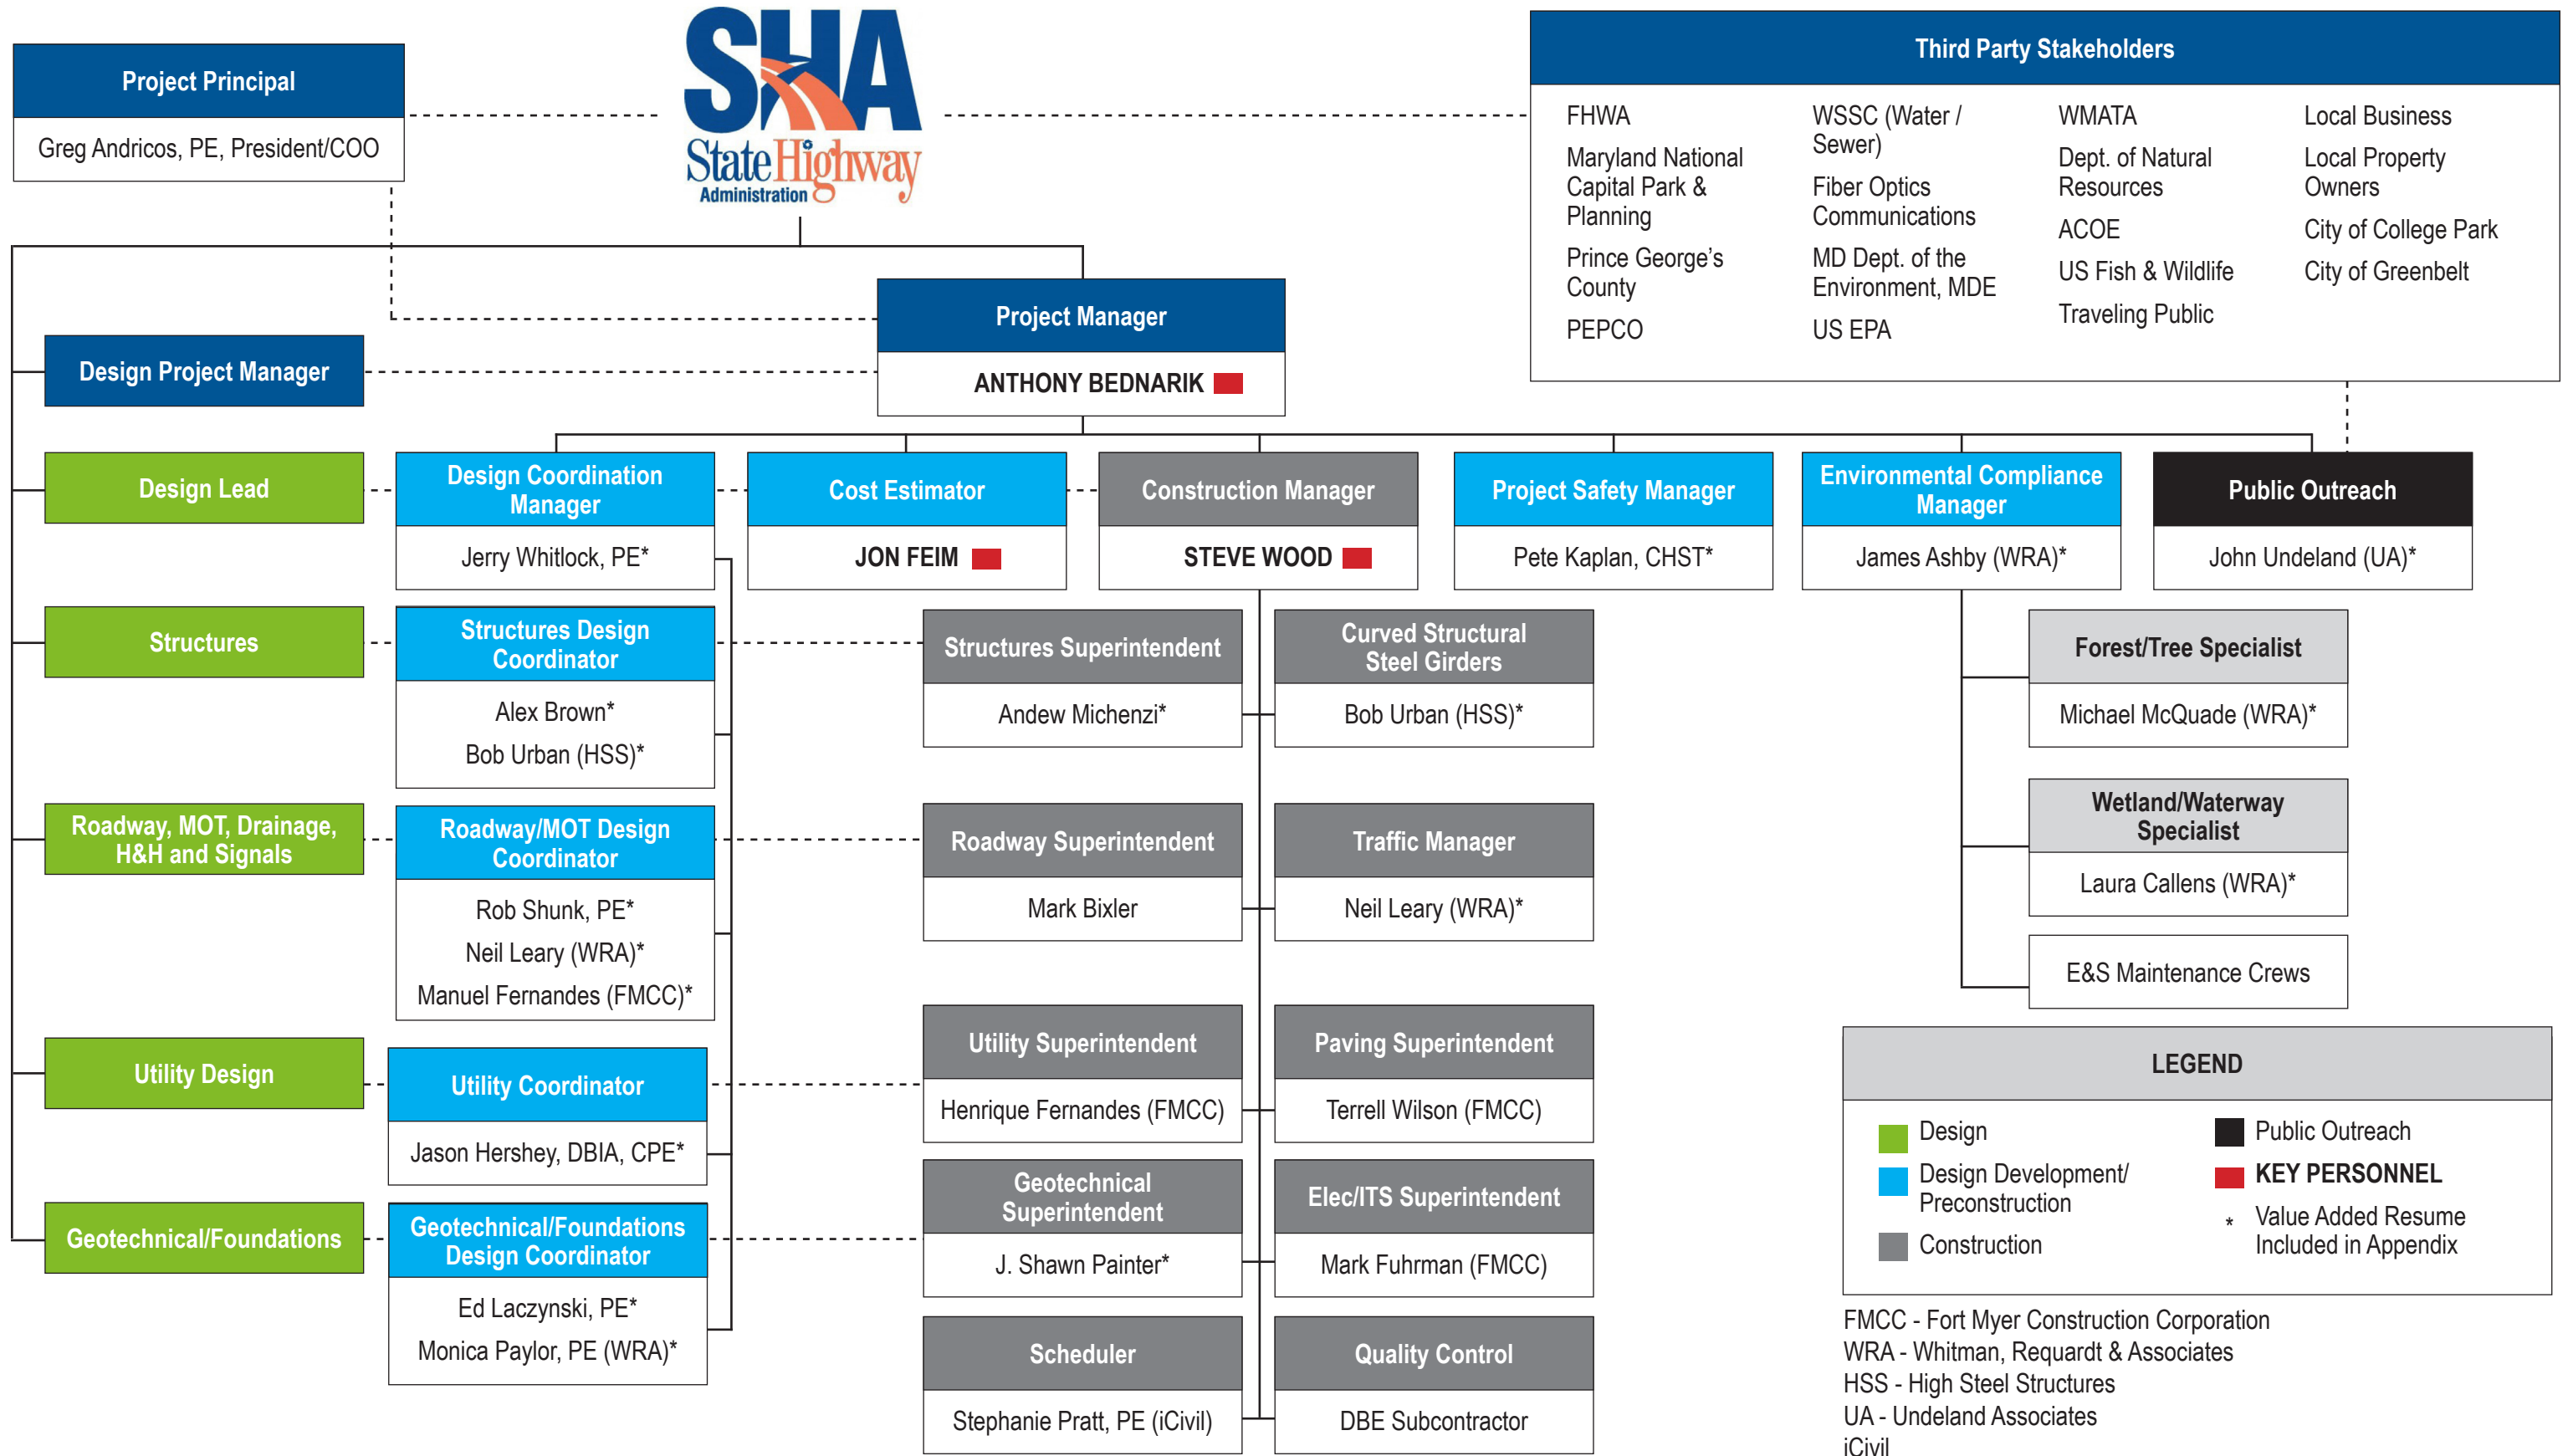 Project Principal
Greg Andricos, PE, President/COO
SHA
State Highway
Administration
Third Party Stakeholders
FHWA
Maryland National
Capital Park &
Planning
Prince George's
County
PEPCO
WSSC (Water /
Sewer)
Fiber Optics
Communications
MD Dept. of the
Environment, MDE
US EPA
WMATA
Dept. of Natural
Resources
ACOE
US Fish & Wildlife
Traveling Public
Local Business
Local Property
Owners
City of College Park
City of Greenbelt
Project Manager
ANTHONY BEDNARIK
Design Project Manager
Design Lead
Design Coordination
Manager
Jerry Whitlock, PE*
Cost Estimator
JON FEIM
Construction Manager
STEVE WOOD
Project Safety Manager
Pete Kaplan, CHST*
Environmental Compliance
Manager
James Ashby (WRA)*
Public Outreach
John Undeland (UA)*
Structures
Structures Design
Coordinator
Alex Brown*
Bob Urban (HSS)*
Structures Superintendent
Andew Michenzi*
Curved Structural
Steel Girders
Bob Urban (HSS)*
Forest/Tree Specialist
Michael McQuade (WRA)*
Roadway, MOT, Drainage,
H&H and Signals
Roadway/MOT Design
Coordinator
Rob Shunk, PE*
Neil Leary (WRA)*
Manuel Fernandes (FMCC)*
Roadway Superintendent
Mark Bixler
Traffic Manager
Neil Leary (WRA)*
Wetland/Waterway
Specialist
Laura Callens (WRA)*
E&S Maintenance Crews
Utility Design
Utility Coordinator
Jason Hershey, DBIA, CPE*
Utility Superintendent
Henrique Fernandes (FMCC)
Paving Superintendent
Terrell Wilson (FMCC)
Geotechnical/Foundations
Geotechnical/Foundations
Design Coordinator
Ed Laczynski, PE*
Monica Paylor, PE (WRA)*
Geotechnical
Superintendent
J. Shawn Painter*
Elec/ITS Superintendent
Mark Fuhrman (FMCC)
Scheduler
Stephanie Pratt, PE (iCivil)
Quality Control
DBE Subcontractor
LEGEND
Design
Design Development/
Preconstruction
Construction
Public Outreach
KEY PERSONNEL
* Value Added Resume
Included in Appendix
FMCC - Fort Myer Construction Corporation
WRA - Whitman, Requardt & Associates
HSS - High Steel Structures
UA - Undeland Associates
iCivil